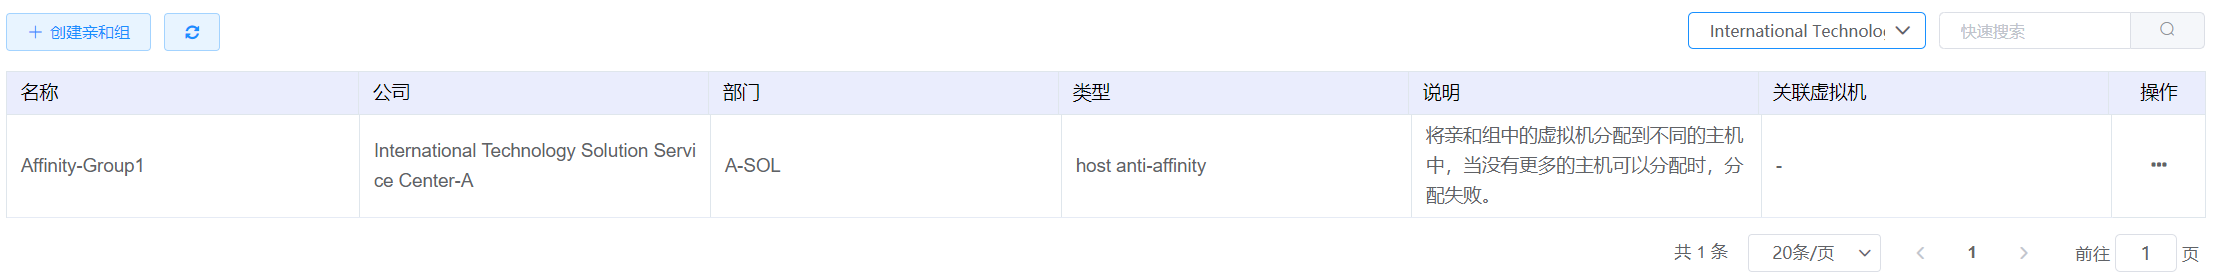 创建亲和组
International Technolo
快速搜索
名称 公司 部门 类型 说明 关联虚拟机 操作
Affinity-Group1
International Technology Solution Servi
ce Center-A
A-SOL
host anti-affinity
将亲和组中的虚拟机分配到不同的主机
中，当没有更多的主机可以分配时，分
配失败。
-
共 1 条 20条/页 1 前往 1 页